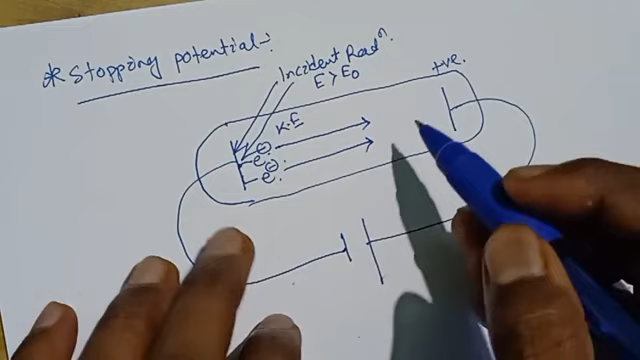 * Stopping potential :-
Incident Radⁿ.
E > E₀
+ve.
K.E
e⊖
e⊖